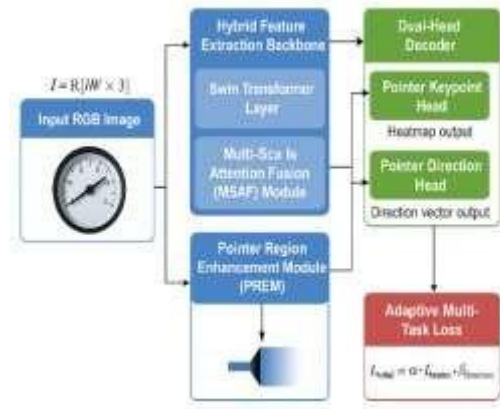 Input RGB Image
Hybrid Feature
Extraction Backbone
Swin Transformer
Layer
Multi-Sca le
Attention Fusion
(MSAF) Module
Pointer Region
Enhancement Module
(PREM)
Dual-Head
Decoder
Pointer Keypoint
Head
Heatmap output
Pointer Direction
Head
Direction vector output
Adaptive Multi-
Task Loss